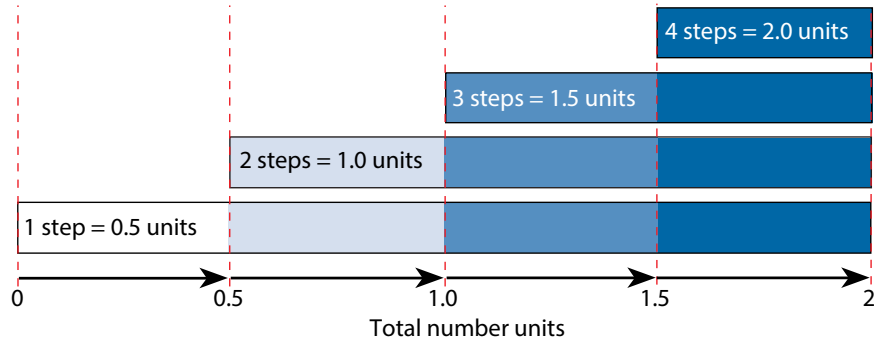 4 steps = 2.0 units
3 steps = 1.5 units
2 steps = 1.0 units
1 step = 0.5 units
0 0.5 1.0 1.5 2
Total number units